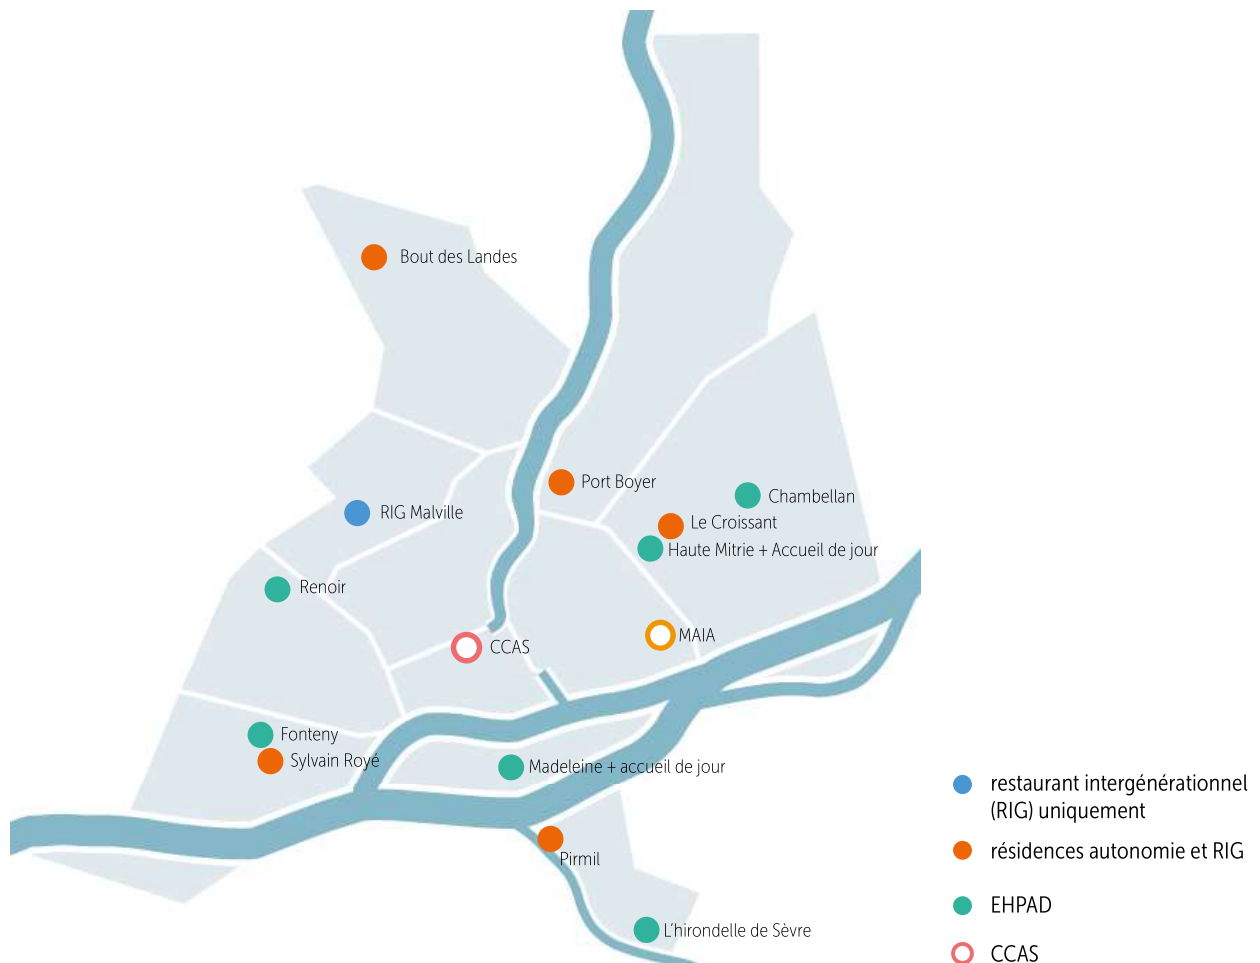 Bout des Landes
Port Boyer
Chambellan
RIG Malville
Le Croissant
Haute Mitrie + Accueil de jour
Renoir
MAIA
CCAS
Fonteny
Sylvain Royé
Madeleine + accueil de jour
Pirmil
L'hirondelle de Sèvre
restaurant intergénérationnel
(RIG) uniquement
résidences autonomie et RIG
EHPAD
CCAS